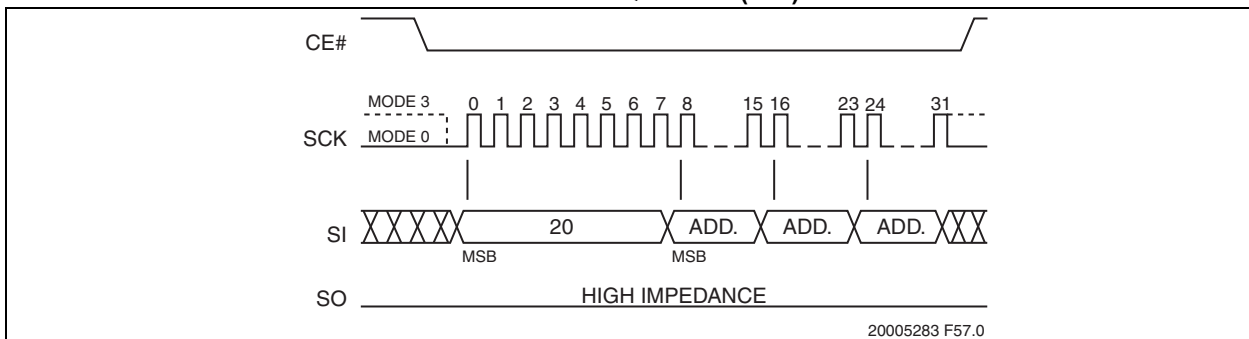 CE#
MODE 3 0 1 2 3 4 5 6 7 8 15 16 23 24 31
SCK MODE 0
SI 20 ADD. ADD. ADD.
MSB MSB
SO HIGH IMPEDANCE
20005283 F57.0